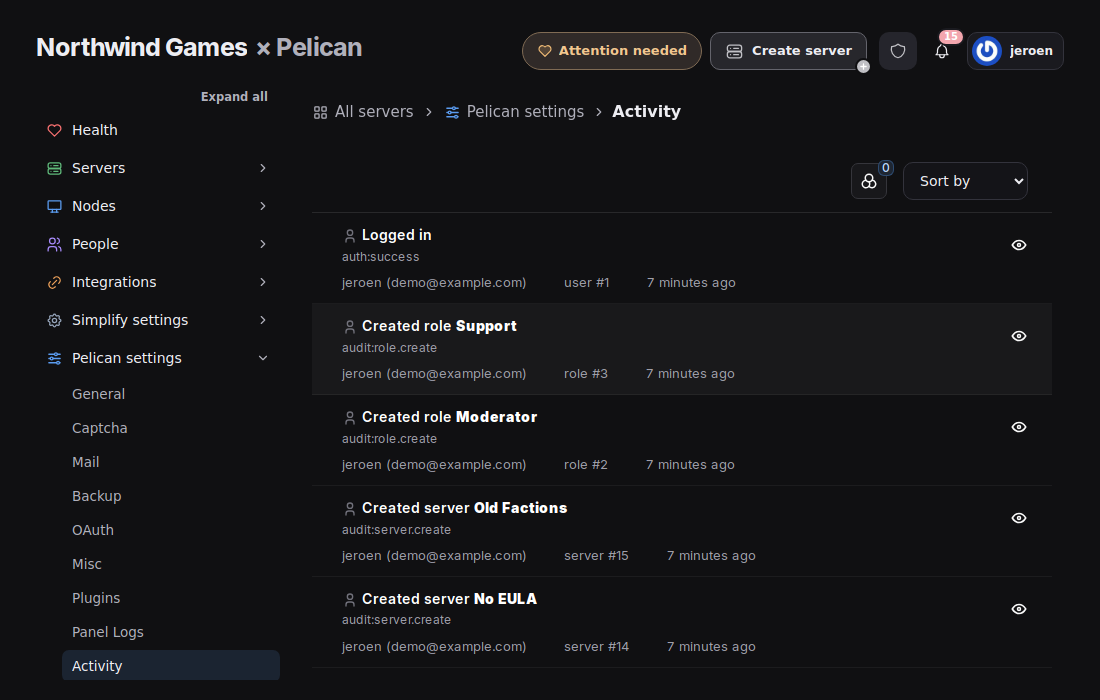 Northwind Games × Pelican
Attention needed
Create server
15
jeroen
Expand all
Health
Servers
Nodes
People
Integrations
Simplify settings
Pelican settings
General
Captcha
Mail
Backup
OAuth
Misc
Plugins
Panel Logs
Activity
All servers > Pelican settings > Activity
0
Sort by
Logged in
auth:success
jeroen (demo@example.com) user #1 7 minutes ago
Created role Support
audit:role.create
jeroen (demo@example.com) role #3 7 minutes ago
Created role Moderator
audit:role.create
jeroen (demo@example.com) role #2 7 minutes ago
Created server Old Factions
audit:server.create
jeroen (demo@example.com) server #15 7 minutes ago
Created server No EULA
audit:server.create
jeroen (demo@example.com) server #14 7 minutes ago